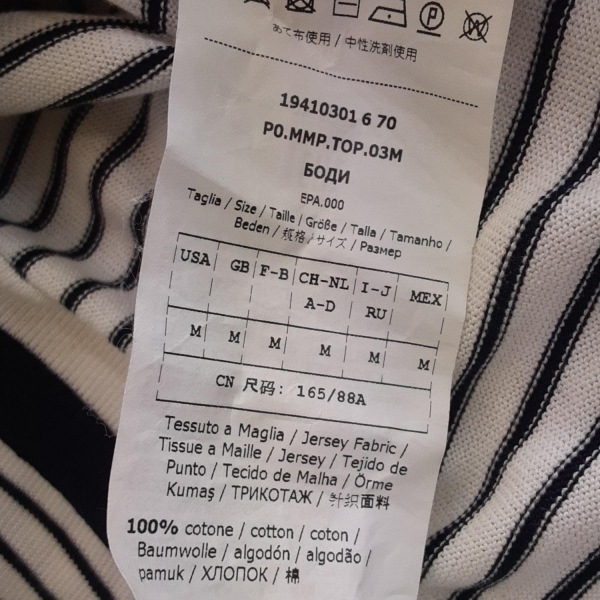 あて布使用 / 中性洗剤使用
19410301 6 70
P0.MMP.TOP.03M
БОДИ
EPA.000
Taglia / Size / Taille / Größe / Talla / Tamanho /
Beden / 规格 / サイズ / Размер
USA GB F-B CH-NL I-J MEX
A-D RU
M M M M M M
CN 尺码: 165/88A
Tessuto a Maglia / Jersey Fabric /
Tissue a Maille / Jersey / Tejido de
Punto / Tecido de Malha / Örme
Kumaş / ТРИКОТАЖ / 针织面料
100% cotone / cotton / coton /
Baumwolle / algodón / algodão /
pamuk / ХЛОПОК / 棉